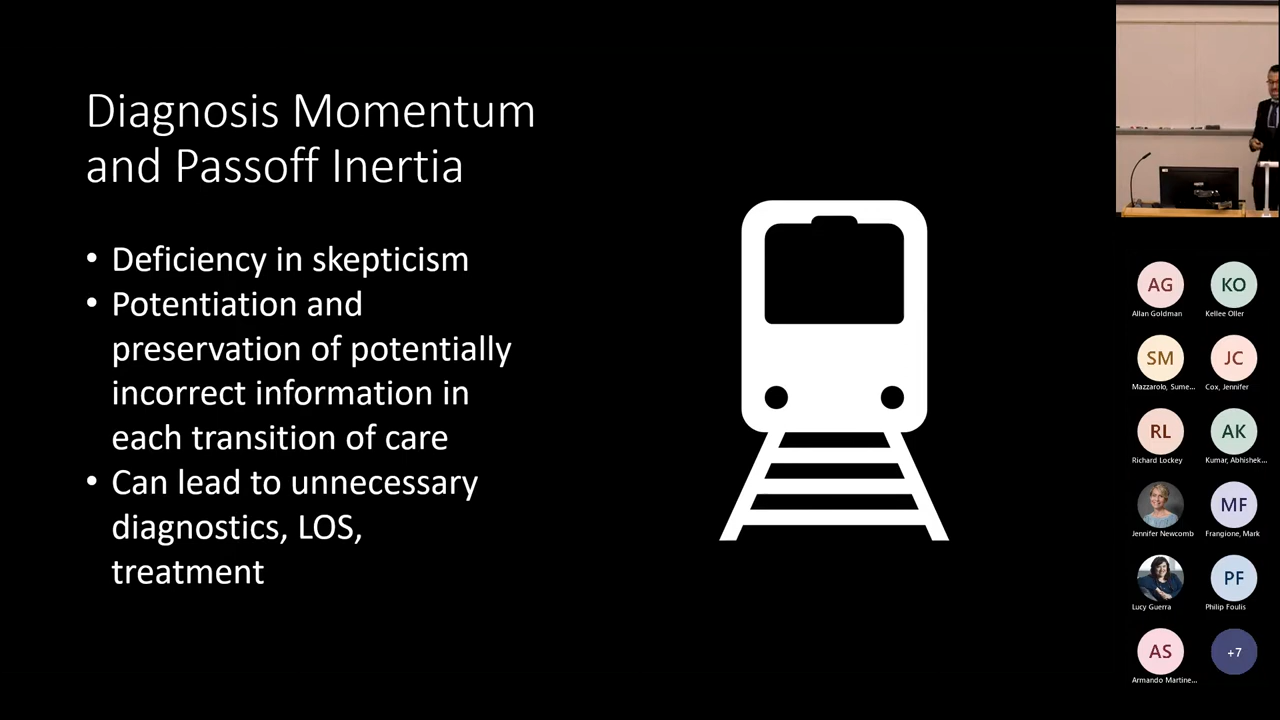 Diagnosis Momentum
and Passoff Inertia
• Deficiency in skepticism
• Potentiation and
preservation of potentially
incorrect information in
each transition of care
• Can lead to unnecessary
diagnostics, LOS,
treatment
AG
Allan Goldman
KO
Kellee Oller
SM
Mazzarolo, Sume...
JC
Cox, Jennifer
RL
Richard Lockey
AK
Kumar, Abhishek...
Jennifer Newcomb
MF
Frangione, Mark
Lucy Guerra
PF
Philip Foulis
AS
Armando Martine...
+7